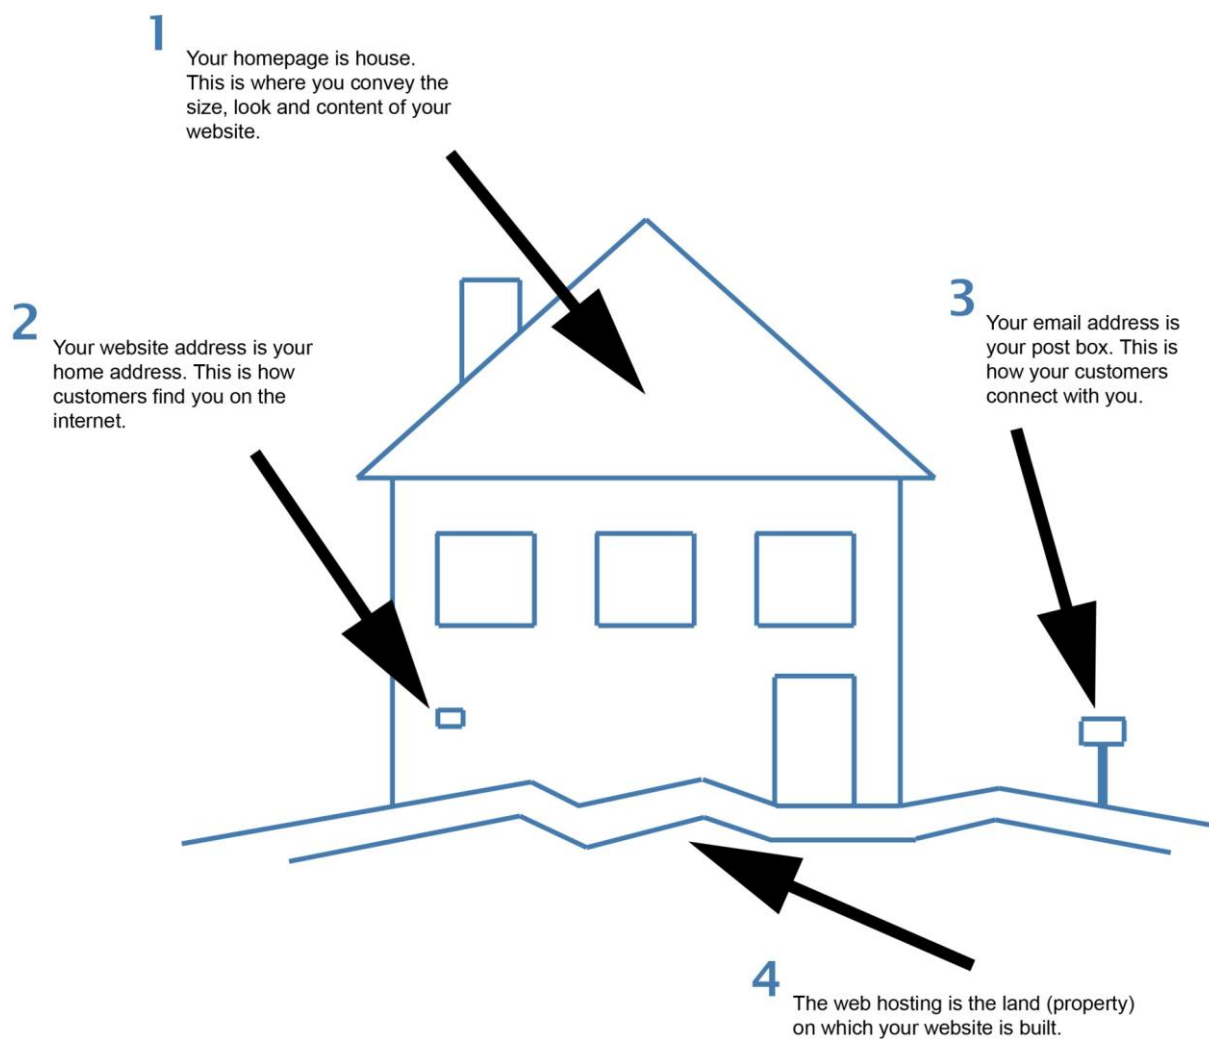 1
Your homepage is house.
This is where you convey the
size, look and content of your
website.
2
Your website address is your
home address. This is how
customers find you on the
internet.
3
Your email address is
your post box. This is
how your customers
connect with you.
4
The web hosting is the land (property)
on which your website is built.